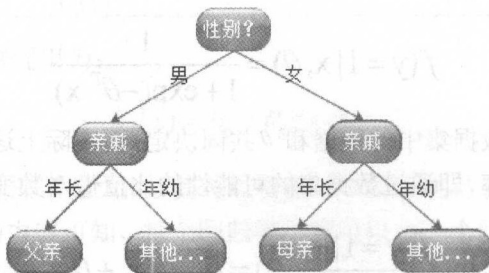 性别?
男 女
亲戚 亲戚
年长 年幼 年长 年幼
父亲 其他... 母亲 其他...